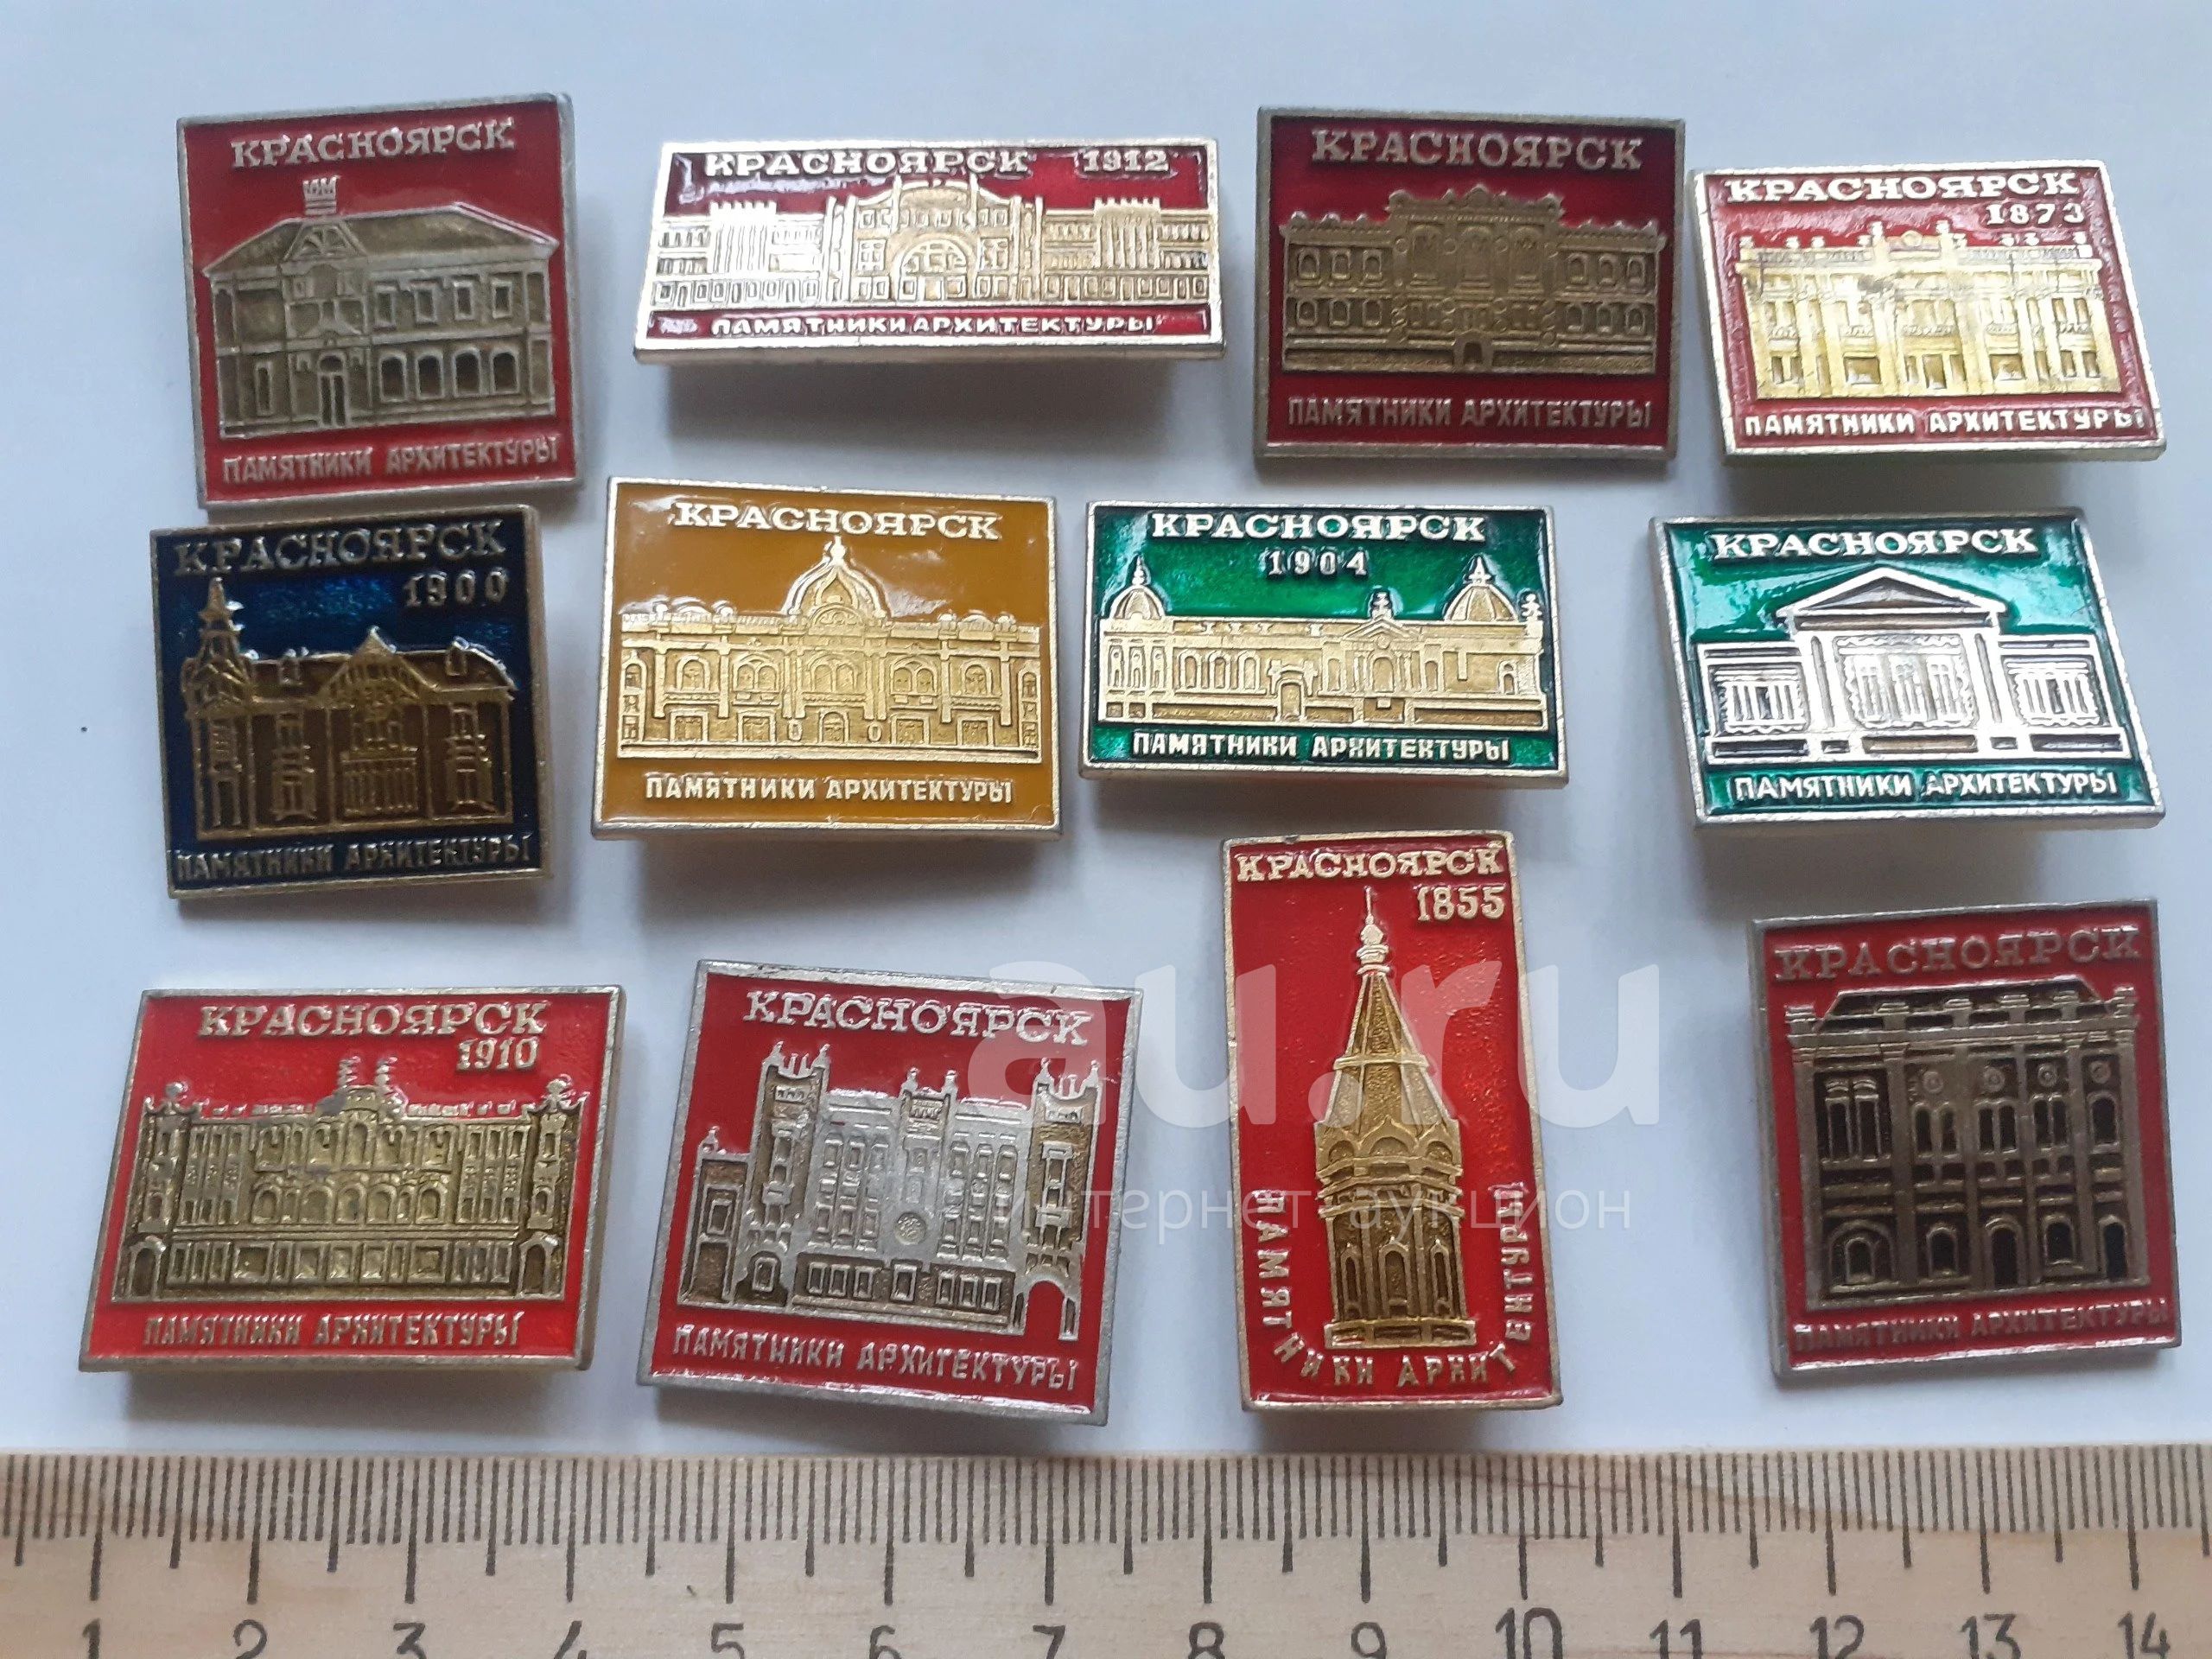 КРАСНОЯРСК
ПАМЯТНИКИ АРХИТЕКТУРЫ
КРАСНОЯРСК 1912
ПАМЯТНИКИ АРХИТЕКТУРЫ
КРАСНОЯРСК
ПАМЯТНИКИ АРХИТЕКТУРЫ
КРАСНОЯРСК
1873
ПАМЯТНИКИ АРХИТЕКТУРЫ
КРАСНОЯРСК
1900
ПАМЯТНИКИ АРХИТЕКТУРЫ
КРАСНОЯРСК
ПАМЯТНИКИ АРХИТЕКТУРЫ
КРАСНОЯРСК
1904
ПАМЯТНИКИ АРХИТЕКТУРЫ
КРАСНОЯРСК
ПАМЯТНИКИ АРХИТЕКТУРЫ
КРАСНОЯРСК
1910
ПАМЯТНИКИ АРХИТЕКТУРЫ
КРАСНОЯРСК
ПАМЯТНИКИ АРХИТЕКТУРЫ
КРАСНОЯРСК
1855
ПАМЯТНИКИ АРХИТЕКТУРЫ
КРАСНОЯРСК
ПАМЯТНИКИ АРХИТЕКТУРЫ
au.ru
интернет аукцион
1 2 3 4 5 6 7 8 9 10 11 12 13 14